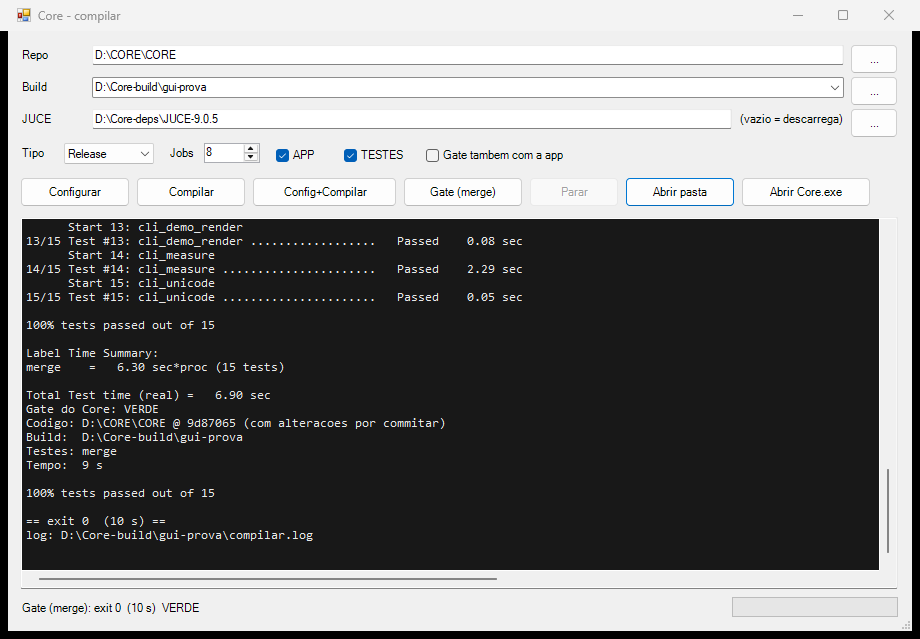 Core - compilar
Repo D:\CORE\CORE ...
Build D:\Core-build\gui-prova ...
JUCE D:\Core-deps\JUCE-9.0.5 (vazio = descarrega) ...
Tipo Release Jobs 8 APP TESTES Gate tambem com a app
Configurar Compilar Config+Compilar Gate (merge) Parar Abrir pasta Abrir Core.exe
Start 13: cli_demo_render
13/15 Test #13: cli_demo_render ................... Passed 0.08 sec
Start 14: cli_measure
14/15 Test #14: cli_measure ....................... Passed 2.29 sec
Start 15: cli_unicode
15/15 Test #15: cli_unicode ....................... Passed 0.05 sec
100% tests passed out of 15
Label Time Summary:
merge = 6.30 sec*proc (15 tests)
Total Test time (real) = 6.90 sec
Gate do Core: VERDE
Codigo: D:\CORE\CORE @ 9d87065 (com alteracoes por commitar)
Build: D:\Core-build\gui-prova
Testes: merge
Tempo: 9 s
100% tests passed out of 15
== exit 0 (10 s) ==
log: D:\Core-build\gui-prova\compilar.log
Gate (merge): exit 0 (10 s) VERDE